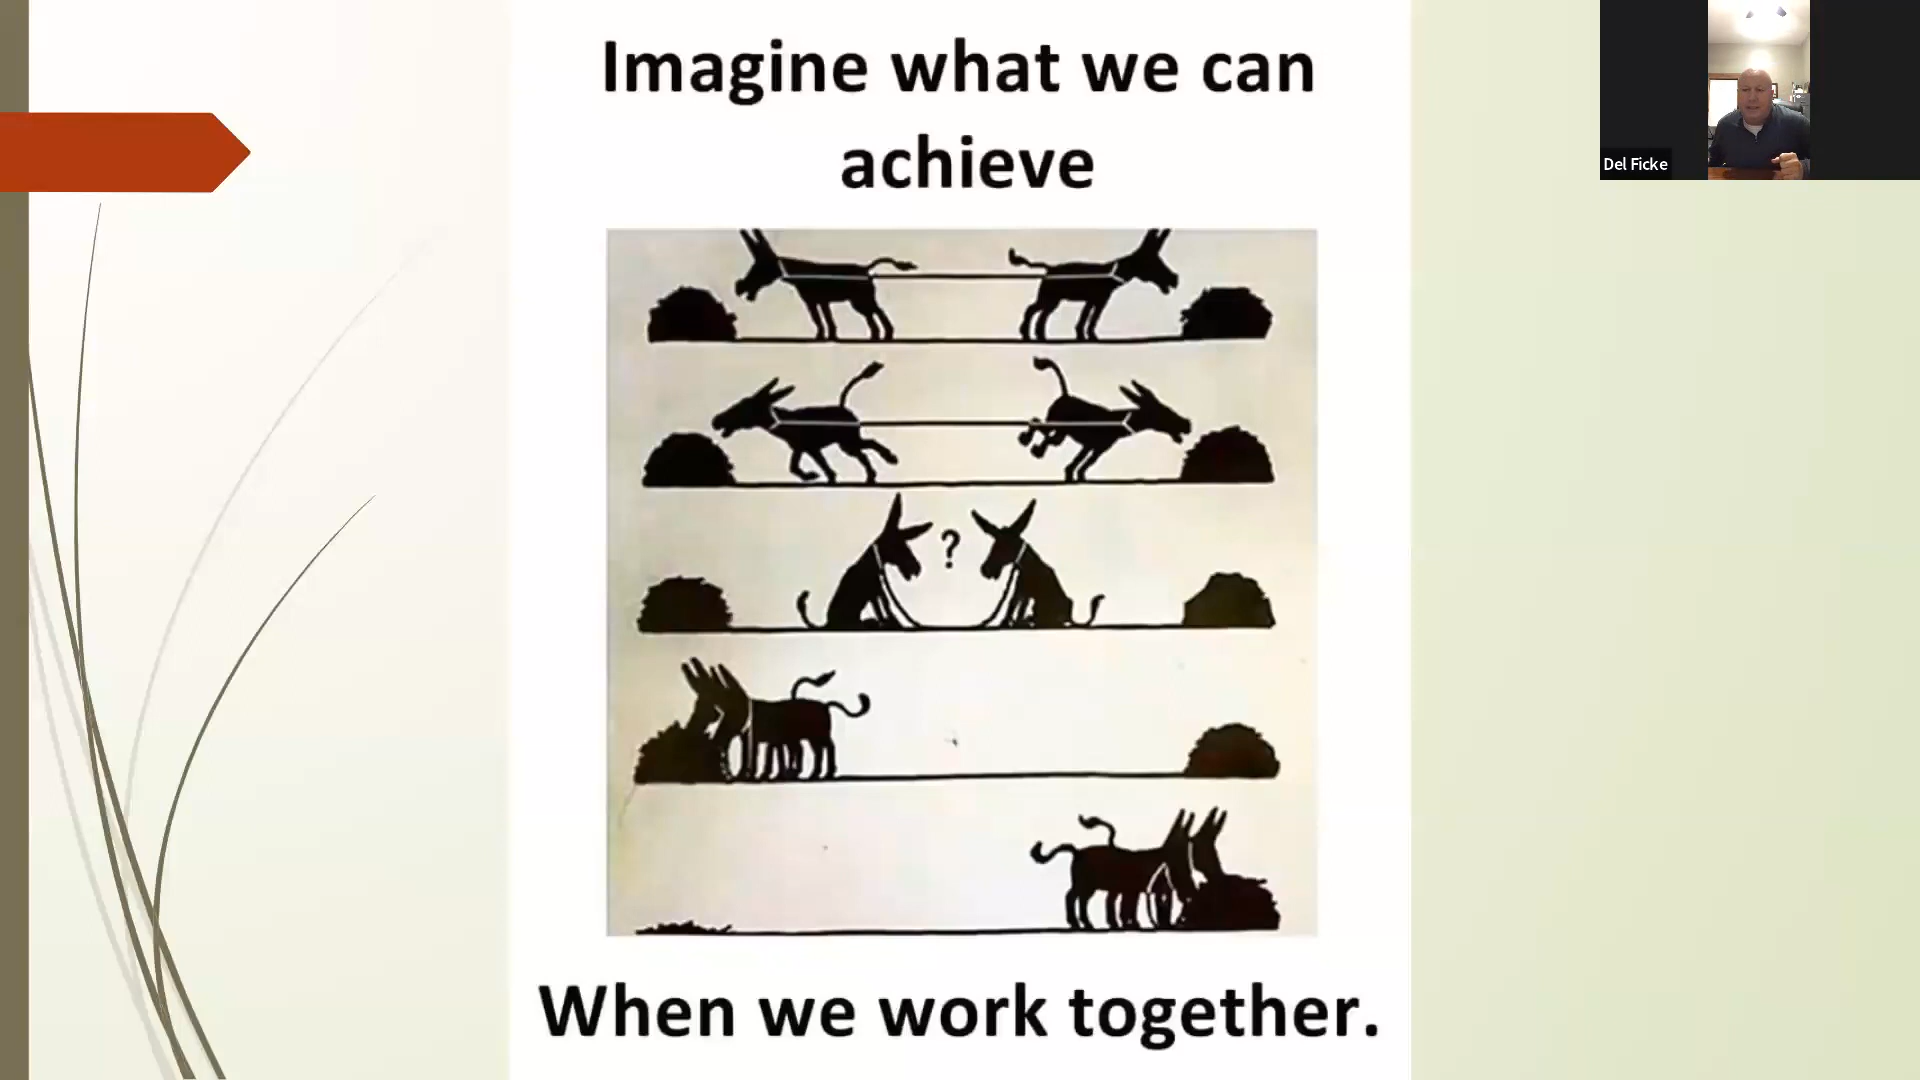 Imagine what we can
achieve
?
When we work together.
Del Ficke